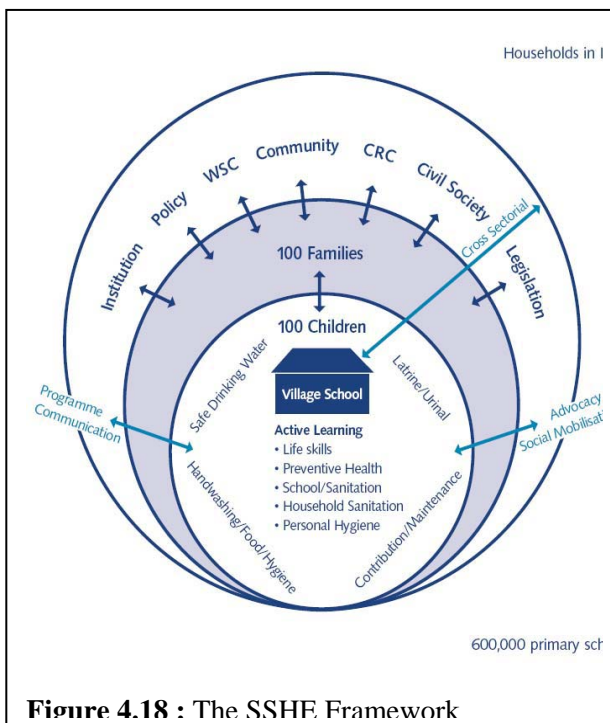 Households in
Community
WSC
CRC
Policy
Civil Society
Institution
Cross Sectorial
Legislation
100 Families
100 Children
Safe Drinking Water
Latrine/Urinal
Village School
Programme
Communication
Advocacy
Social
Active Learning
• Life skills
• Preventive Health
• School/Sanitation
• Household Sanitation
• Personal Hygiene
Handwashing/Food/Hygiene
Contribution/Maintenance
600,000 primary
Figure 4.18 : The SSHE Framework